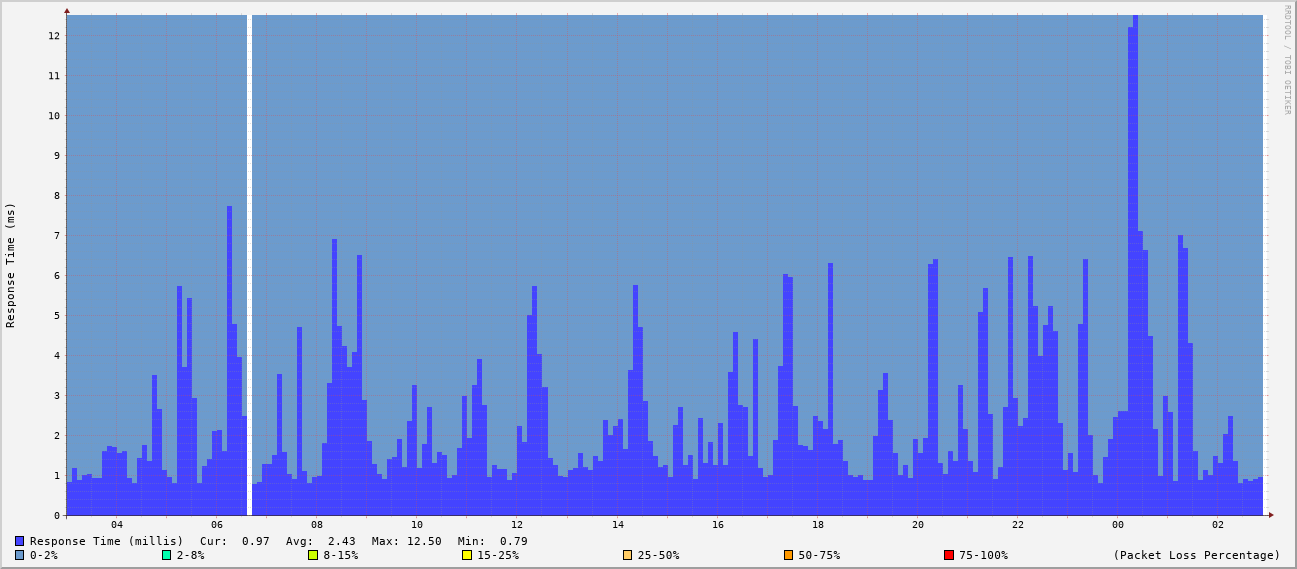 RRDTOOL / TOBI OETIKER
Response Time (ms)
12
11
10
9
8
7
6
5
4
3
2
1
0
04 06 08 10 12 14 16 18 20 22 00 02
Response Time (millis) Cur: 0.97 Avg: 2.43 Max: 12.50 Min: 0.79
0-2% 2-8% 8-15% 15-25% 25-50% 50-75% 75-100% (Packet Loss Percentage)